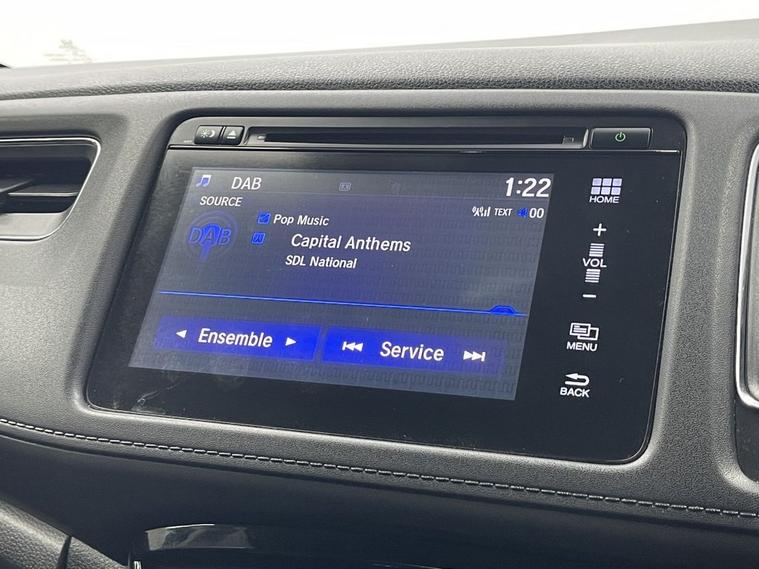 DAB
1:22
SOURCE
TEXT
00
Pop Music
DAB
Capital Anthems
SDL National
Ensemble
Service
HOME
+
VOL
−
MENU
BACK